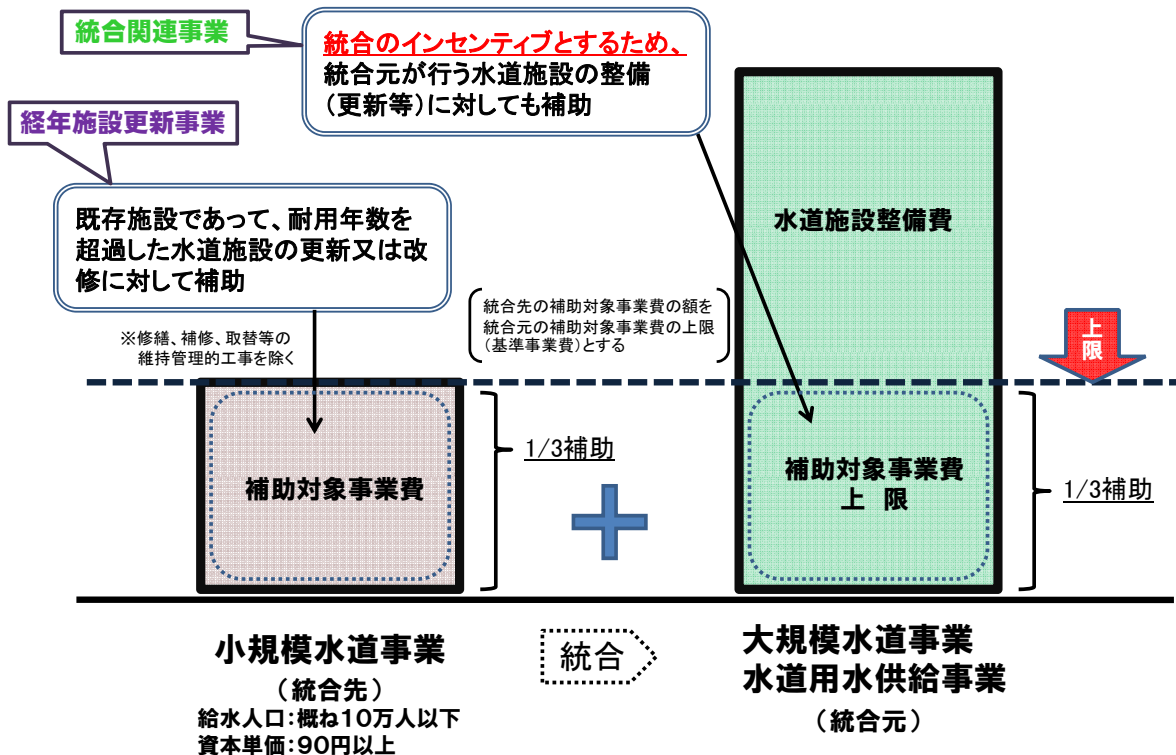 統合関連事業
統合のインセンティブとするため、
統合元が行う水道施設の整備
（更新等）に対しても補助
経年施設更新事業
既存施設であって、耐用年数を
超過した水道施設の更新又は改
修に対して補助
※修繕、補修、取替等の
維持管理的工事を除く
統合先の補助対象事業費の額を
統合元の補助対象事業費の上限
（基準事業費）とする
水道施設整備費
上
限
補助対象事業費
1/3補助
補助対象事業費
上 限
1/3補助
小規模水道事業
（統合先）
給水人口：概ね10万人以下
資本単価：90円以上
統合
大規模水道事業
水道用水供給事業
（統合元）